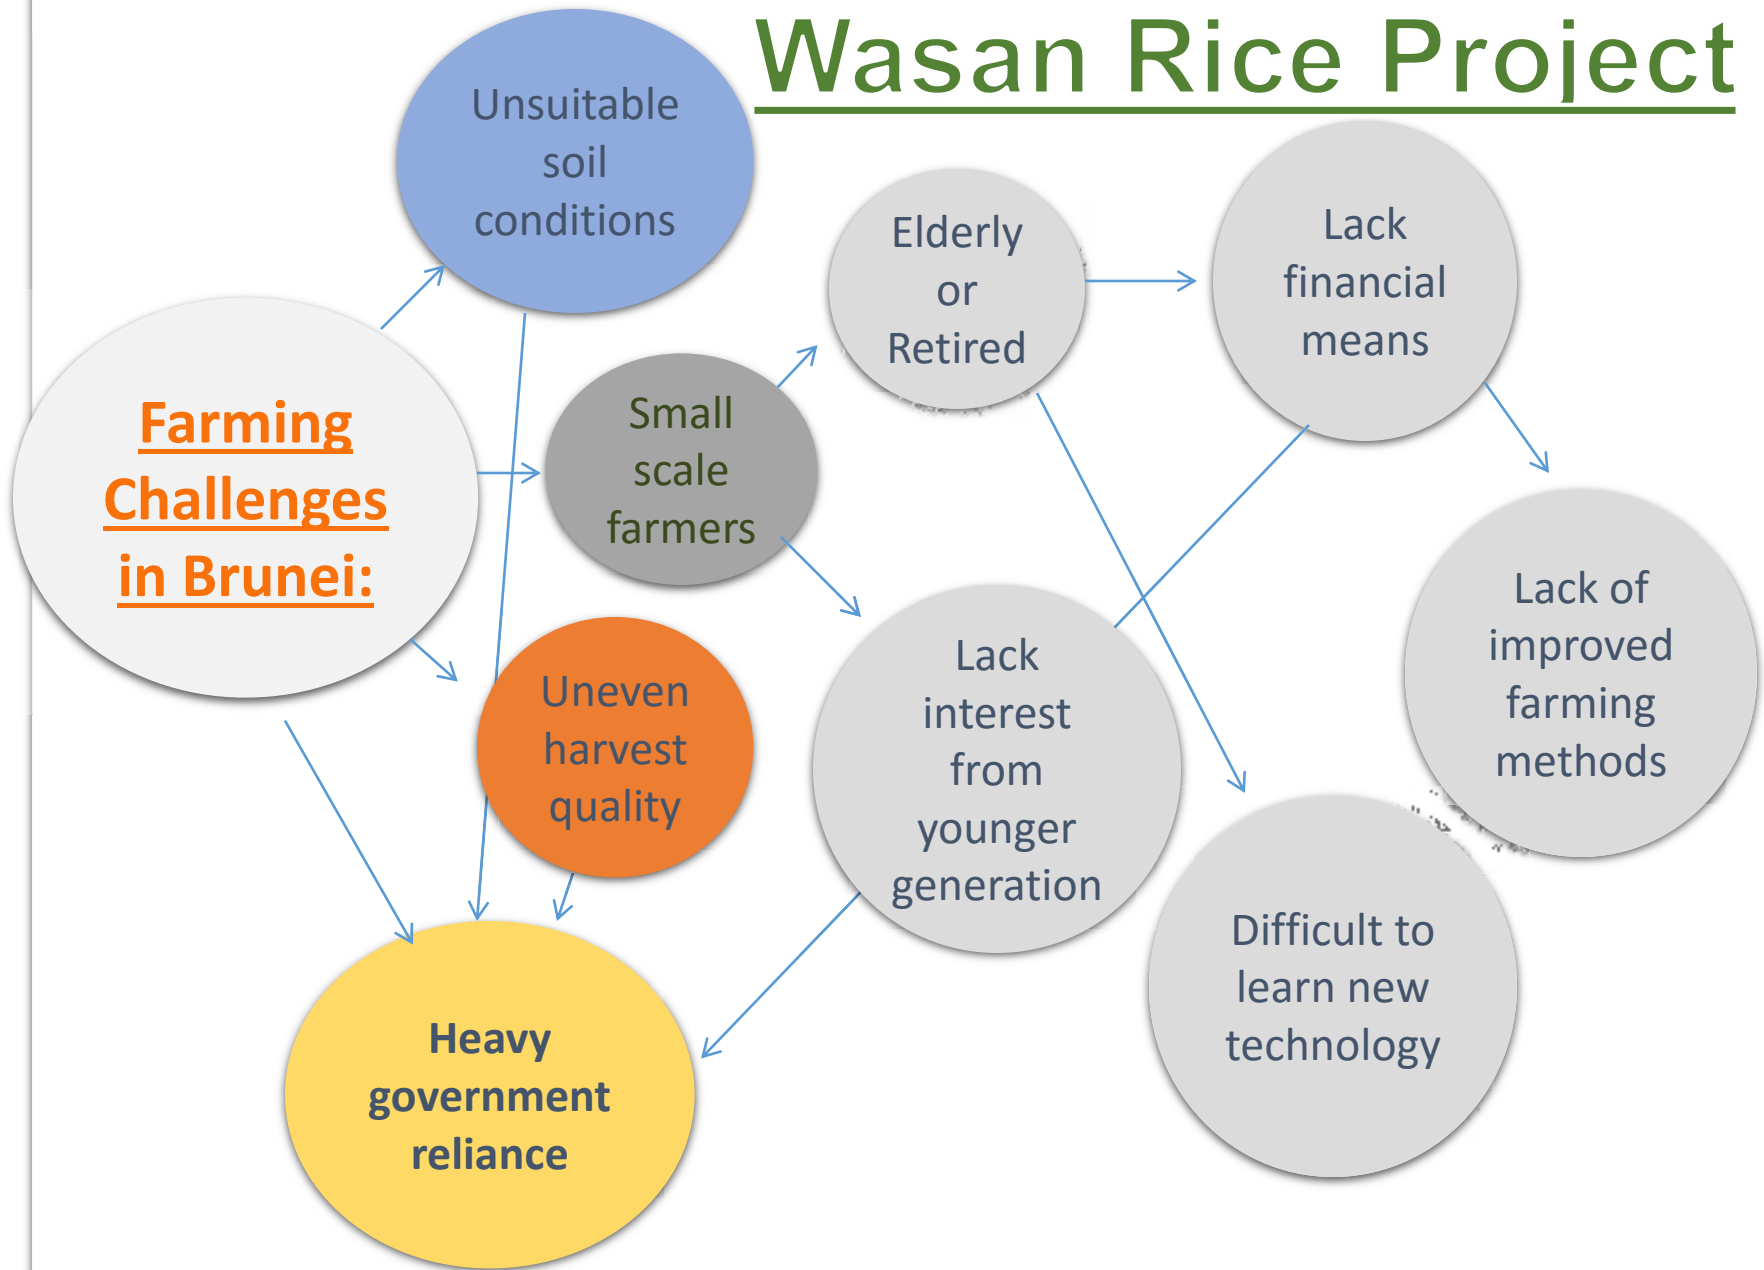 Wasan Rice Project
Farming
Challenges
in Brunei:
Unsuitable
soil
conditions
Small
scale
farmers
Uneven
harvest
quality
Heavy
government
reliance
Elderly
or
Retired
Lack
interest
from
younger
generation
Lack
financial
means
Lack of
improved
farming
methods
Difficult to
learn new
technology